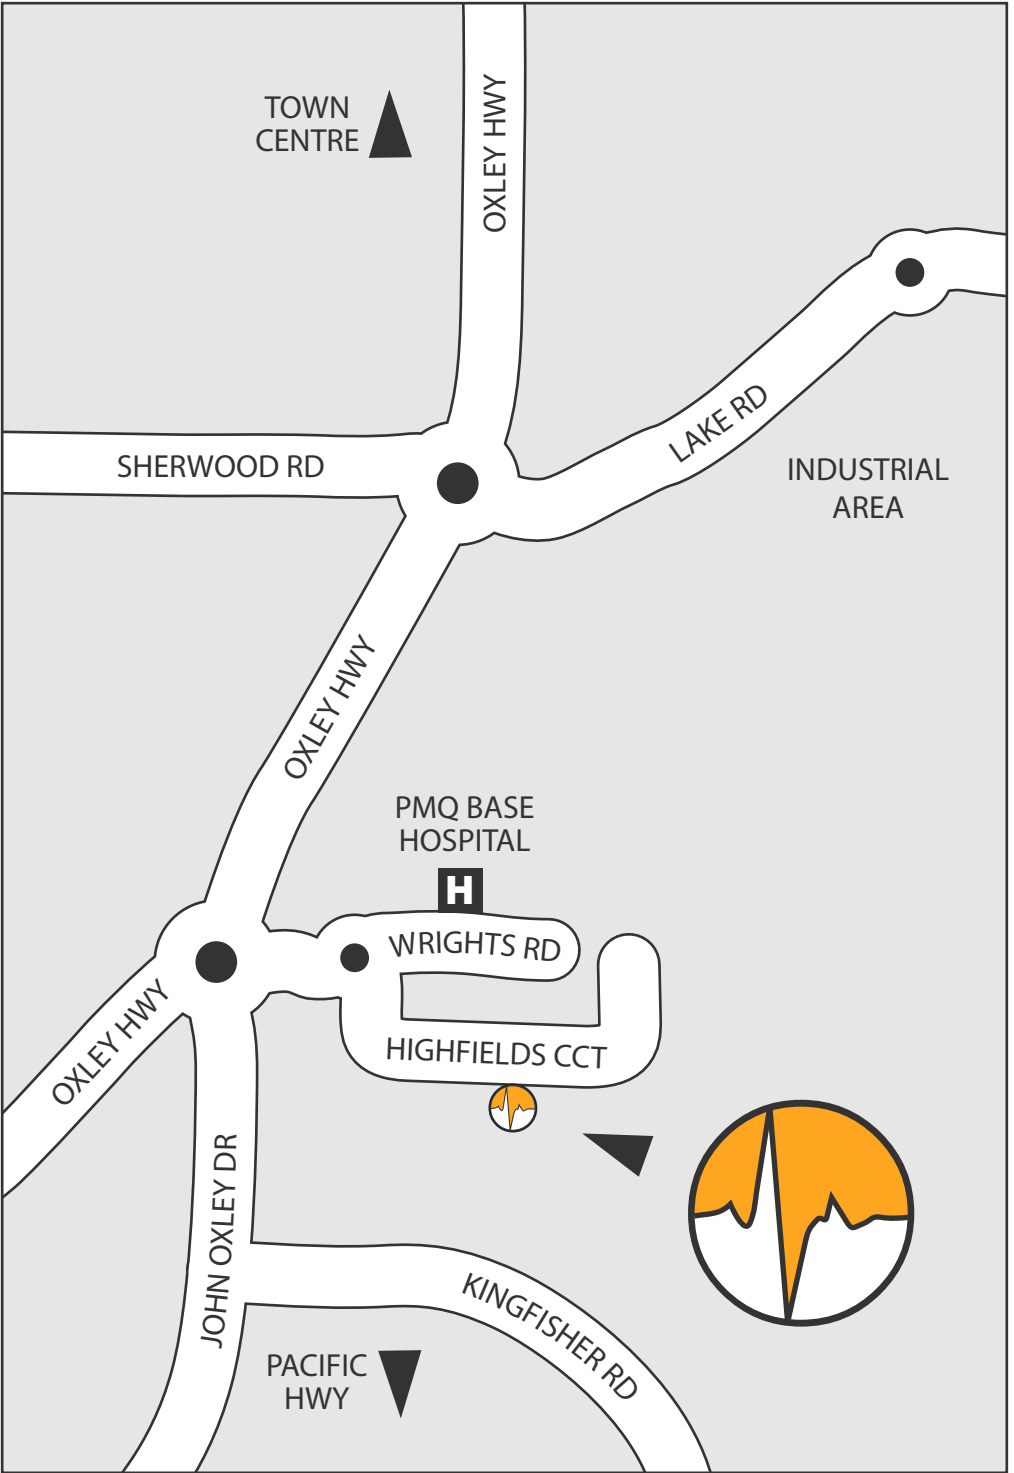 TOWN
CENTRE
OXLEY HWY
LAKE RD
SHERWOOD RD
INDUSTRIAL
AREA
OXLEY HWY
PMQ BASE
HOSPITAL
H
WRIGHTS RD
OXLEY HWY
HIGHFIELDS CCT
JOHN OXLEY DR
KINGFISHER RD
PACIFIC
HWY